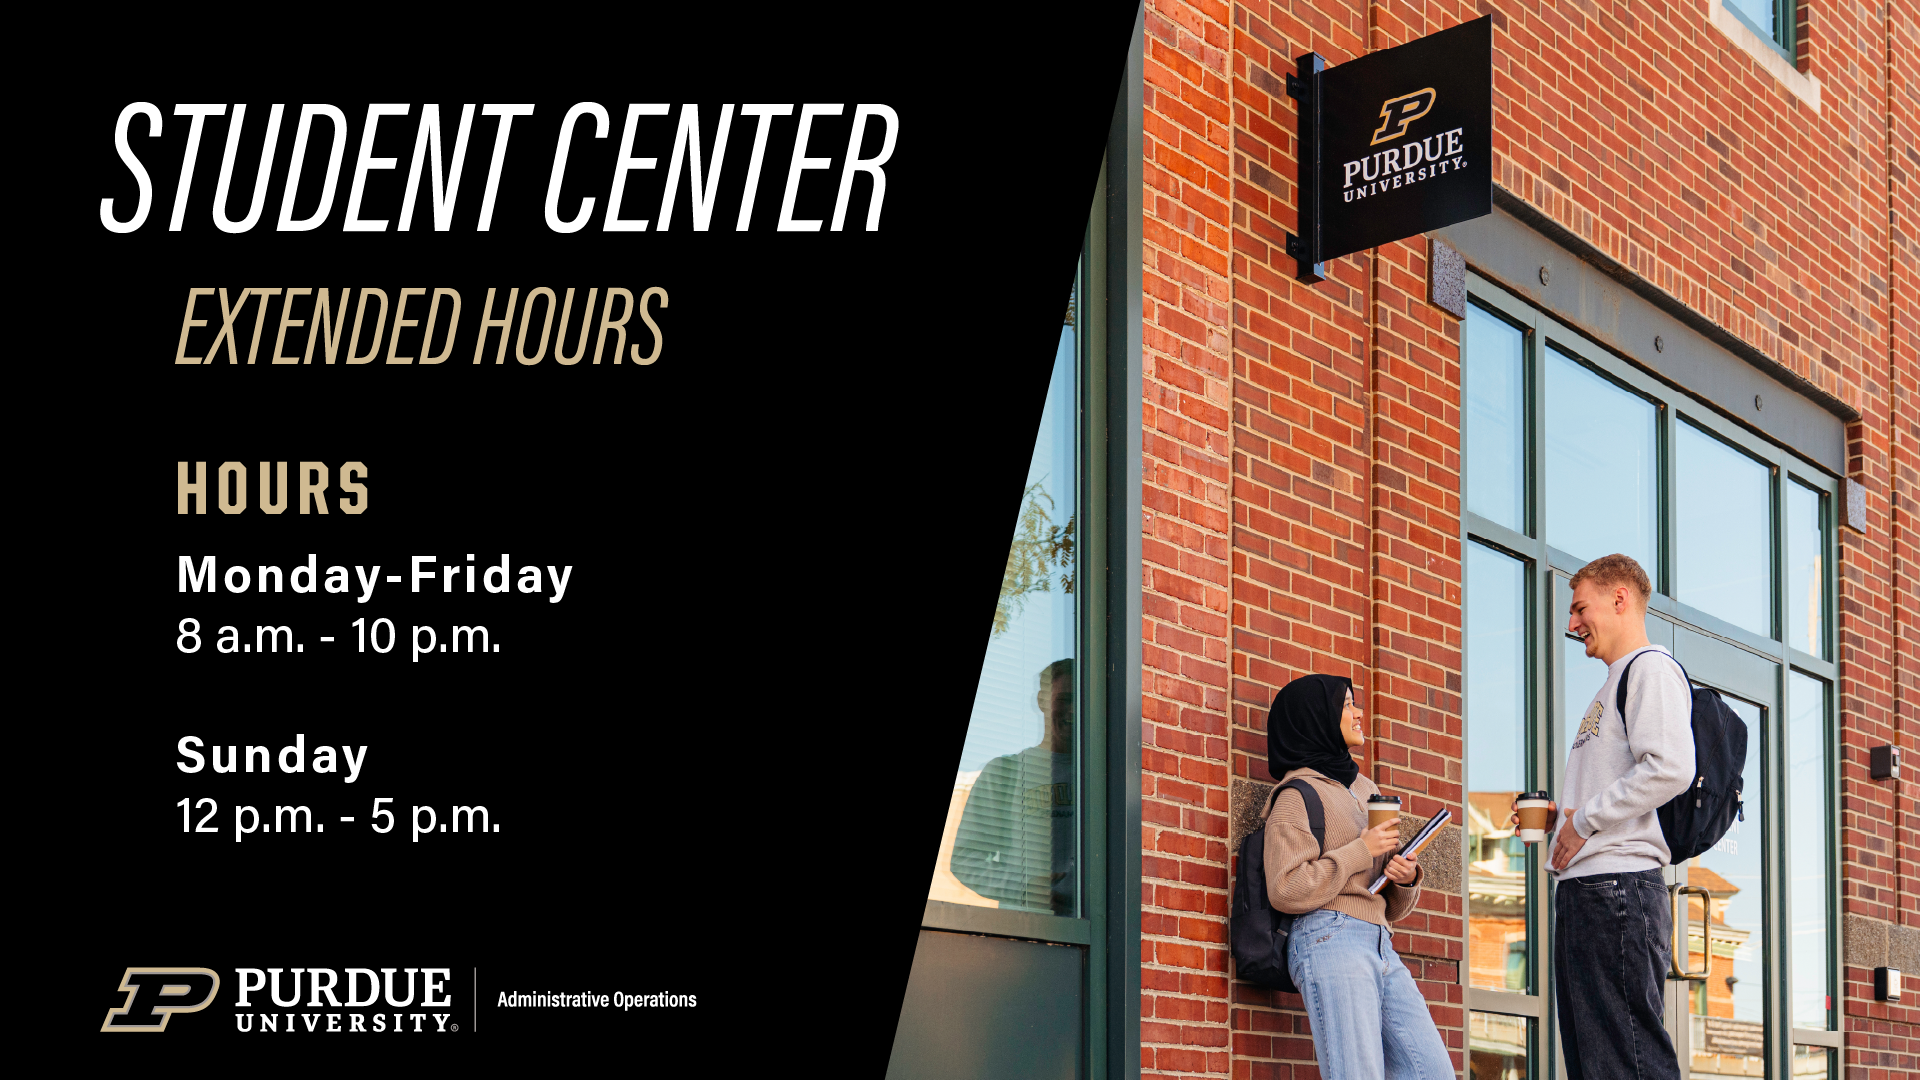 STUDENT CENTER
EXTENDED HOURS
HOURS
Monday-Friday
8 a.m. - 10 p.m.
Sunday
12 p.m. - 5 p.m.
PURDUE
UNIVERSITY®
Administrative Operations
PURDUE
UNIVERSITY®